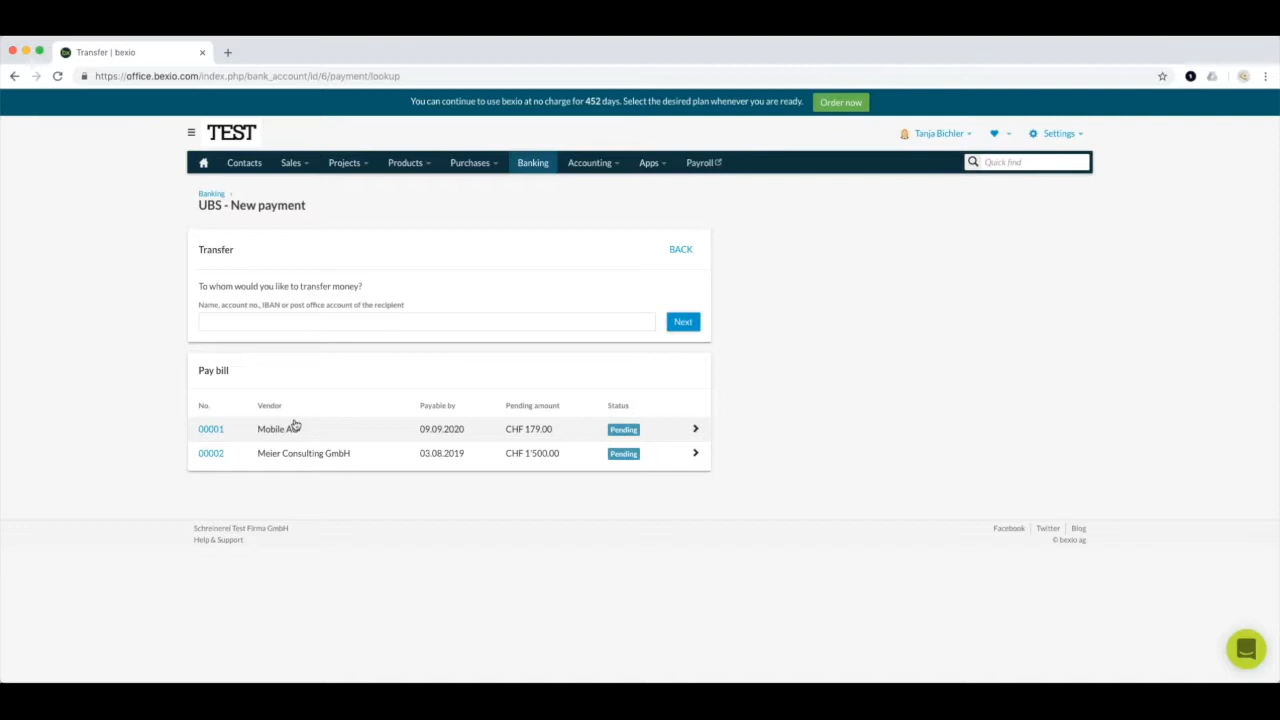 Transfer | bexio
https://office.bexio.com/index.php/bank_account/id/6/payment/lookup
You can continue to use bexio at no charge for 452 days. Select the desired plan whenever you are ready. Order now
TEST
Tanja Bichler Settings
Contacts Sales Projects Products Purchases Banking Accounting Apps Payroll Quick find
Banking ›
UBS - New payment
Transfer BACK
To whom would you like to transfer money?
Name, account no., IBAN or post office account of the recipient
Next
Pay bill
No. Vendor Payable by Pending amount Status
00001 Mobile 09.09.2020 CHF 179.00 Pending
00002 Meier Consulting GmbH 03.08.2019 CHF 1'500.00 Pending
Schreinerei Test Firma GmbH Facebook Twitter Blog
Help & Support © bexio ag